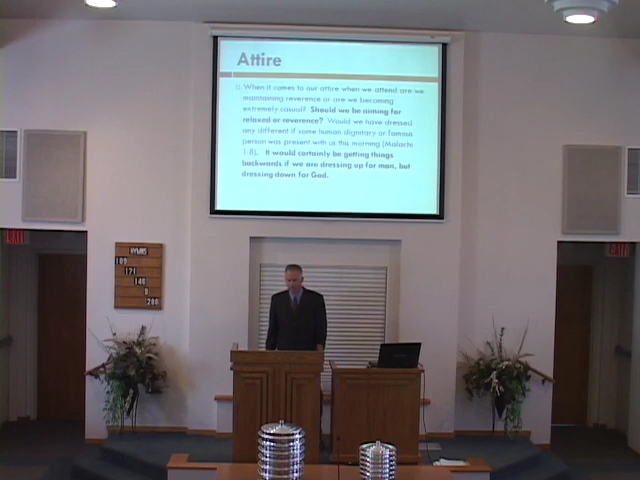 Attire
When it comes to our attire when we attend are we
maintaining reverence or are we becoming
extremely casual? Should we be aiming for
relaxed or reverence? Would we have dressed
any different if some human dignitary or famous
person was present with us this morning (Malachi
1:8). It would certainly be getting things
backwards if we are dressing up for man, but
dressing down for God.
EXIT
EXIT
HYMNS
109
171
140
9
200